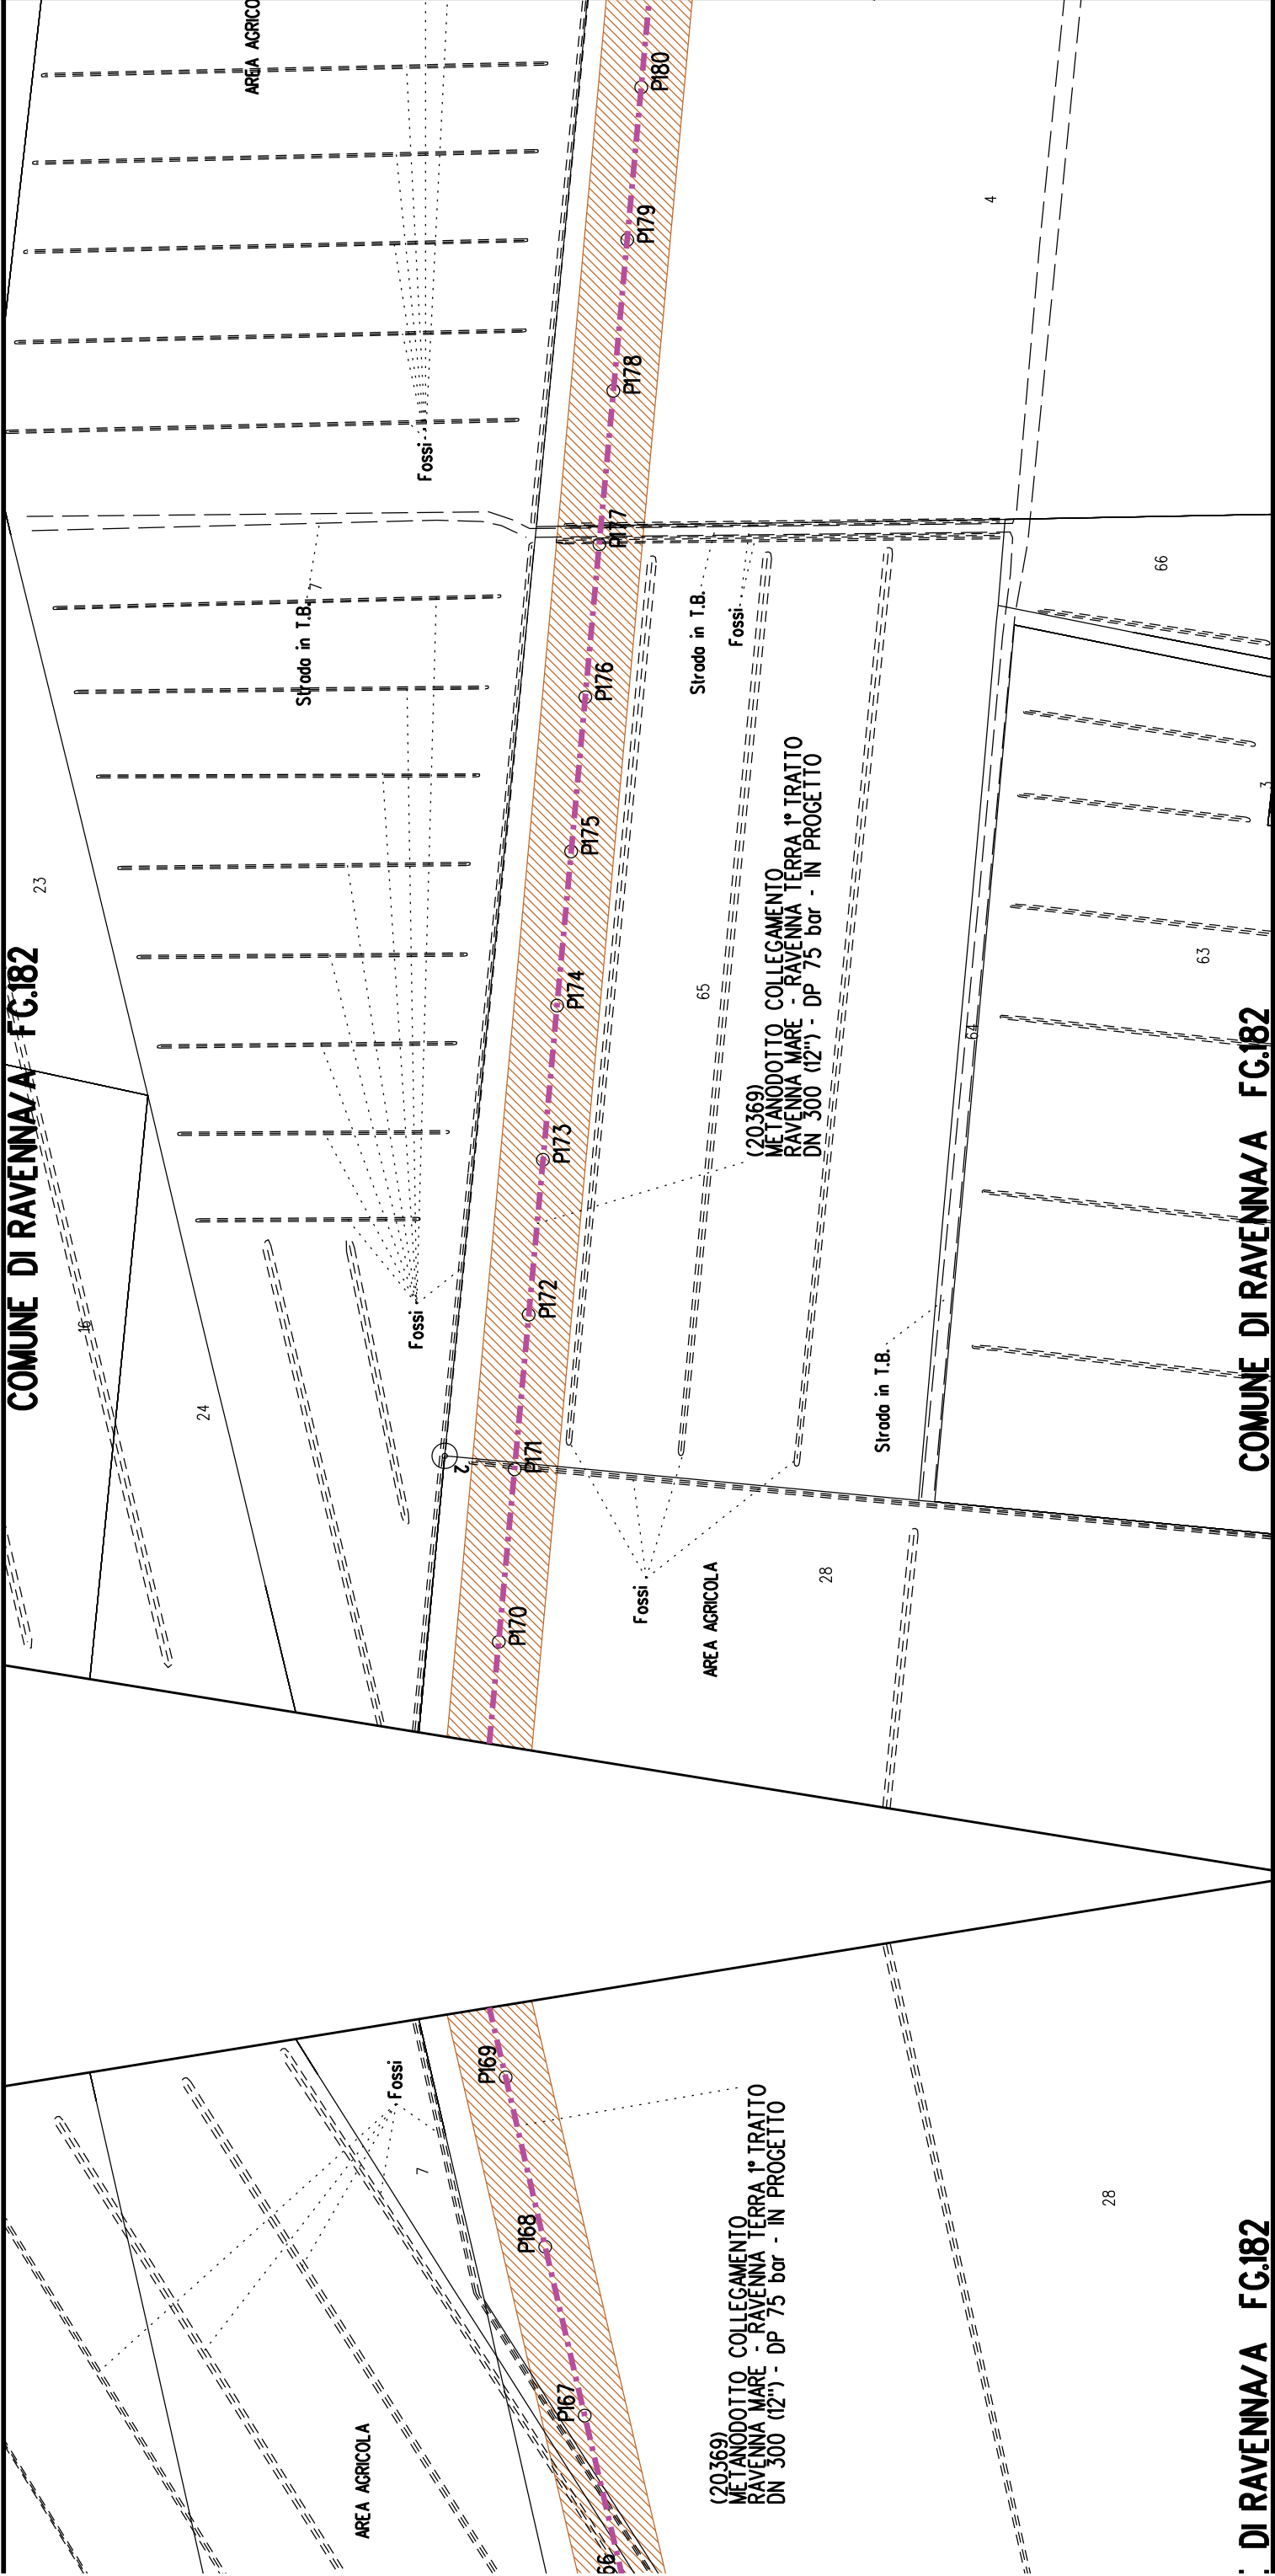 COMUNE DI RAVENNA/A FG.182
AREA AGRICO
23
16
24
7
Strada in T.B.
Fossi
Fossi
2
P170
P171
P172
P173
P174
P175
P176
P177
P178
P179
P180
Strada in T.B.
Fossi
4
66
65
64
63
3
(20369)
METANODOTTO COLLEGAMENTO
RAVENNA MARE - RAVENNA TERRA 1° TRATTO
DN 300 (12") - DP 75 bar - IN PROGETTO
Strada in T.B.
Fossi
AREA AGRICOLA
28
COMUNE DI RAVENNA/A FG.182
AREA AGRICOLA
Fossi
7
66
P167
P168
P169
(20369)
METANODOTTO COLLEGAMENTO
RAVENNA MARE - RAVENNA TERRA 1° TRATTO
DN 300 (12") - DP 75 bar - IN PROGETTO
28
DI RAVENNA/A FG.182